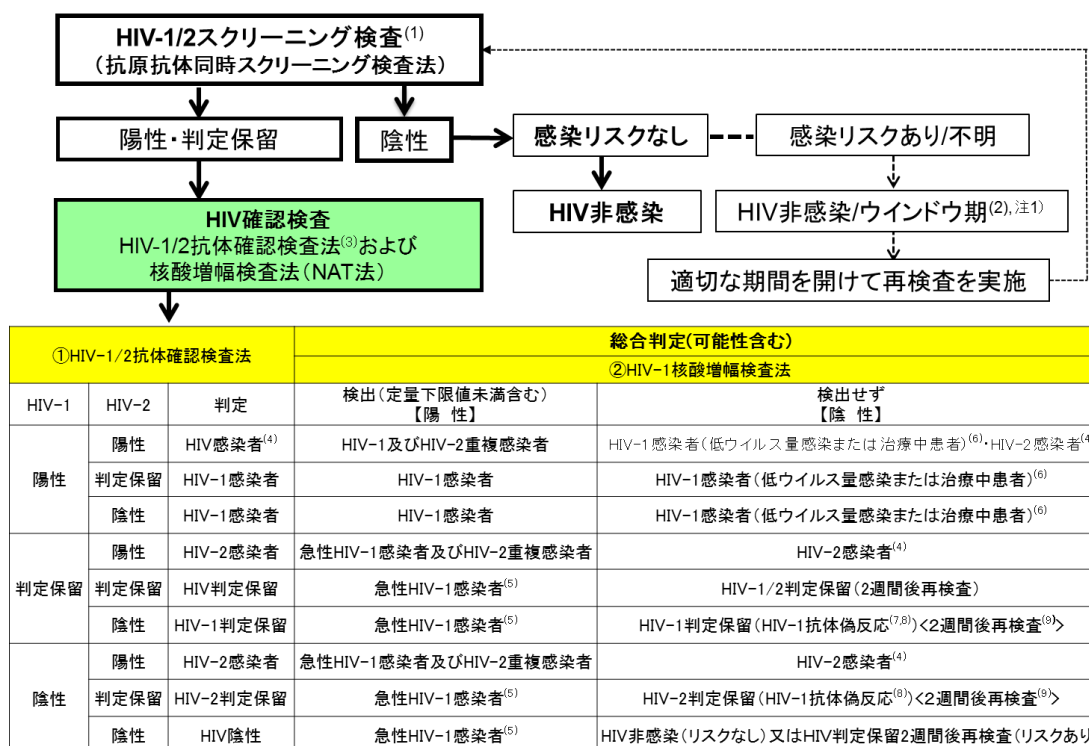 HIV-1/2スクリーニング検査(1)
(抗原抗体同時スクリーニング検査法)
陽性・判定保留
陰性
感染リスクなし
感染リスクあり/不明
HIV非感染
HIV非感染/ウインドウ期(2),注1)
適切な期間を開けて再検査を実施
HIV確認検査
HIV-1/2抗体確認検査法(3)および
核酸増幅検査法(NAT法)
①HIV-1/2抗体確認検査法
総合判定(可能性含む)
②HIV-1核酸増幅検査法
HIV-1 HIV-2 判定 検出(定量下限値未満含む) 検出せず
【陽 性】 【陰 性】
陽性
陽性 HIV感染者(4) HIV-1及びHIV-2重複感染者 HIV-1感染者(低ウイルス量感染または治療中患者)(6)・HIV-2感染者(4
判定保留 HIV-1感染者 HIV-1感染者 HIV-1感染者(低ウイルス量感染または治療中患者)(6)
陰性 HIV-1感染者 HIV-1感染者 HIV-1感染者(低ウイルス量感染または治療中患者)(6)
判定保留
陽性 HIV-2感染者 急性HIV-1感染者及びHIV-2重複感染者 HIV-2感染者(4)
判定保留 HIV判定保留 急性HIV-1感染者(5) HIV-1/2判定保留(2週間後再検査)
陰性 HIV-1判定保留 急性HIV-1感染者(5) HIV-1判定保留(HIV-1抗体偽反応(7,8))<2週間後再検査(9)>
陰性
陽性 HIV-2感染者 急性HIV-1感染者及びHIV-2重複感染者 HIV-2感染者(4)
判定保留 HIV-2判定保留 急性HIV-1感染者(5) HIV-2判定保留(HIV-1抗体偽反応(8))<2週間後再検査(9)>
陰性 HIV陰性 急性HIV-1感染者(5) HIV非感染(リスクなし)又はHIV判定保留2週間後再検査(リスクあり